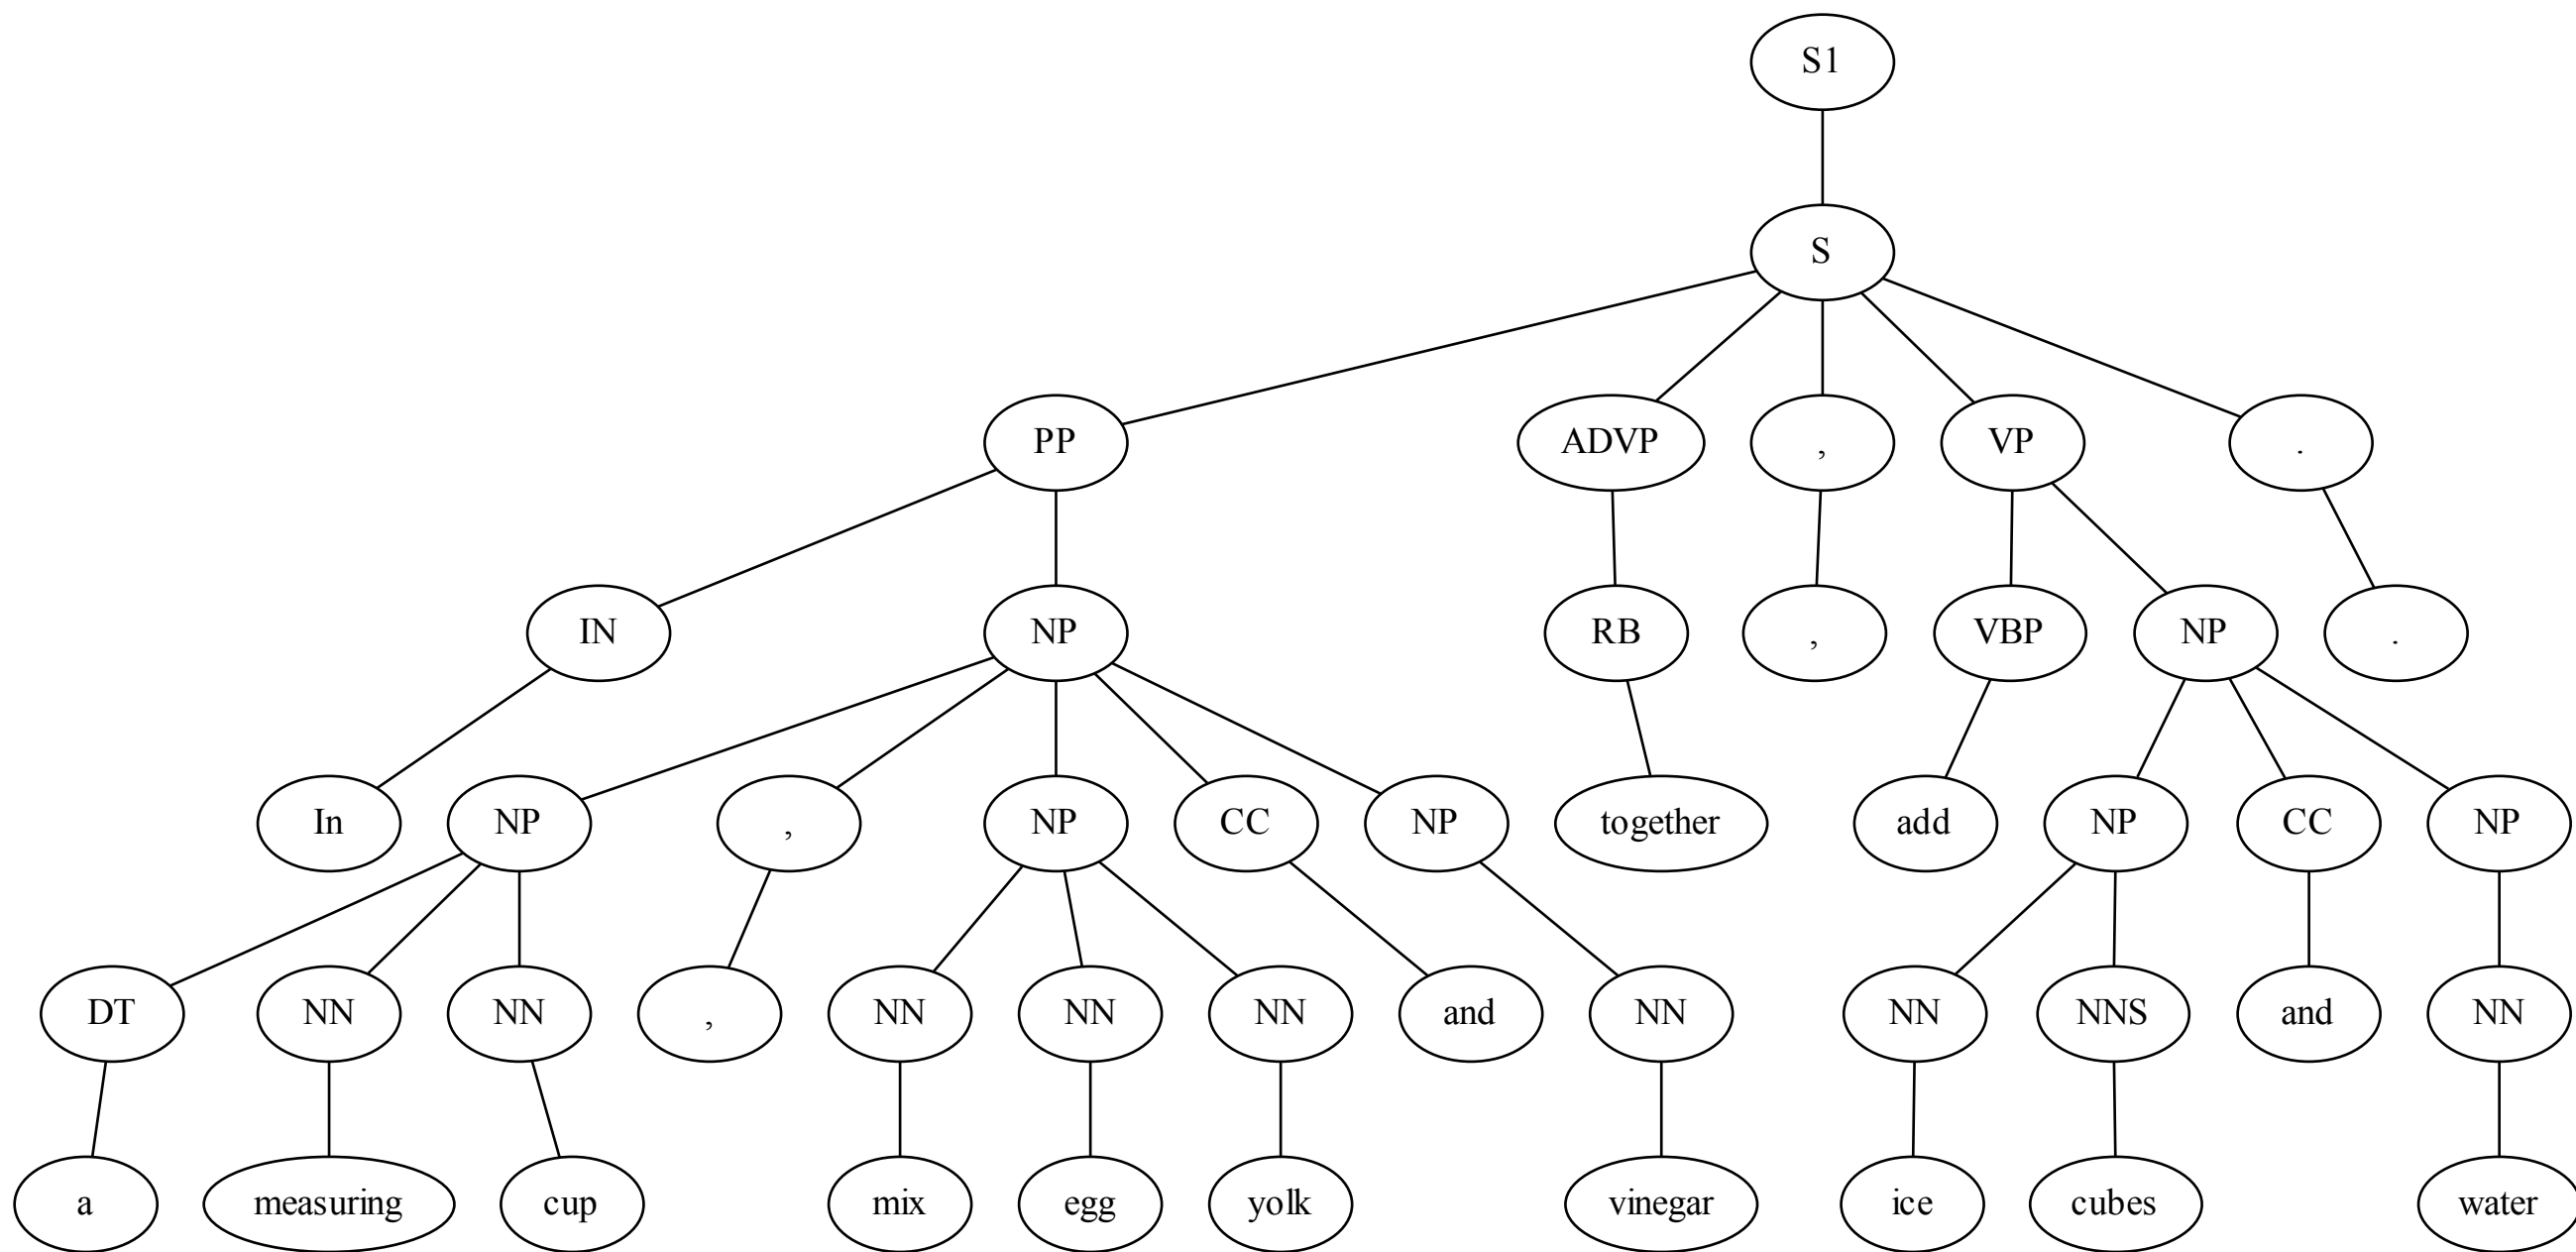 S1
S
PP ADVP , VP .
IN NP RB , VBP NP .
In NP , NP CC NP together add NP CC NP
DT NN NN , NN NN NN and NN NN NNS and NN
a measuring cup mix egg yolk vinegar ice cubes water